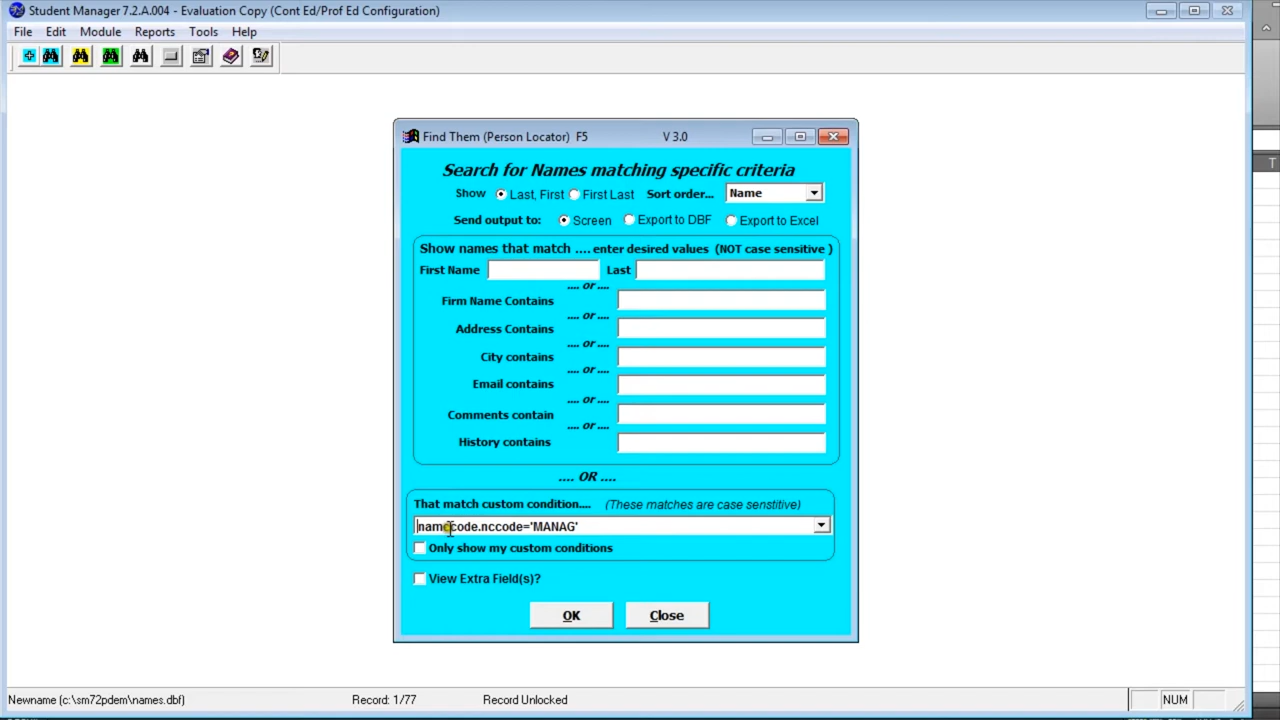 Student Manager 7.2.A.004 - Evaluation Copy (Cont Ed/Prof Ed Configuration)
File Edit Module Reports Tools Help
Find Them (Person Locator) F5 V 3.0
Search for Names matching specific criteria
Show Last, First First Last Sort order... Name
Send output to: Screen Export to DBF Export to Excel
Show names that match .... enter desired values (NOT case sensitive )
First Name Last
.... or ....
Firm Name Contains
.... or ....
Address Contains
.... or ....
City contains
.... or ....
Email contains
.... or ....
Comments contain
.... or ....
History contains
.... OR ....
That match custom condition.... (These matches are case sensitive)
namecode.nccode='MANAG'
Only show my custom conditions
View Extra Field(s)?
OK Close
Newname (c:\sm72pdem\names.dbf) Record: 1/77 Record Unlocked NUM
T